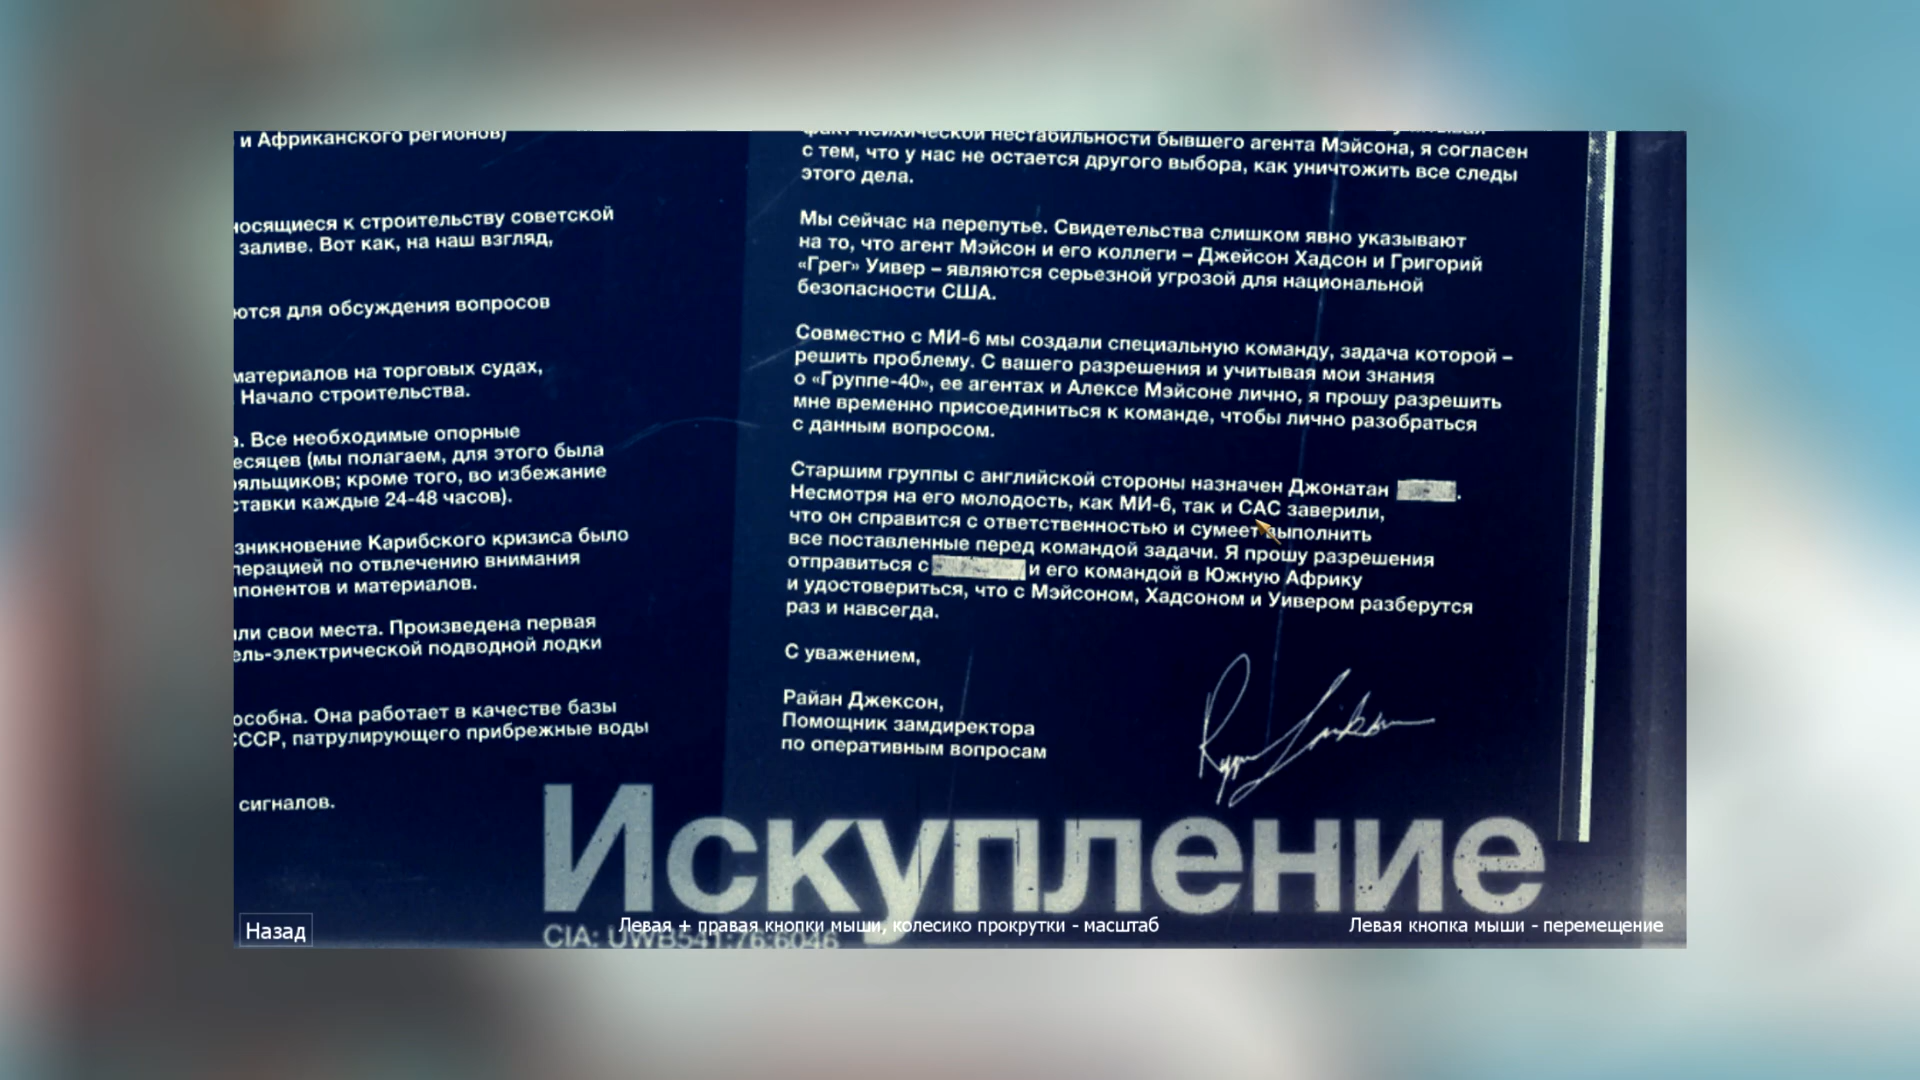 и Африканского регионов)
носящиеся к строительству советской
заливе. Вот как, на наш взгляд,
ются для обсуждения вопросов
материалов на торговых судах,
Начало строительства.
а. Все необходимые опорные
есяцев (мы полагаем, для этого была
яльщиков; кроме того, во избежание
ставки каждые 24-48 часов).
зникновение Карибского кризиса было
перацией по отвлечению внимания
понентов и материалов.
ли свои места. Произведена первая
ель-электрической подводной лодки
особна. Она работает в качестве базы
СССР, патрулирующего прибрежные воды
сигналов.
факт психической нестабильности бывшего агента Мэйсона, я согласен
с тем, что у нас не остается другого выбора, как уничтожить все следы
этого дела.
Мы сейчас на перепутье. Свидетельства слишком явно указывают
на то, что агент Мэйсон и его коллеги – Джейсон Хадсон и Григорий
«Грег» Уивер – являются серьезной угрозой для национальной
безопасности США.
Совместно с МИ-6 мы создали специальную команду, задача которой –
решить проблему. С вашего разрешения и учитывая мои знания
о «Группе-40», ее агентах и Алексе Мэйсоне лично, я прошу разрешить
мне временно присоединиться к команде, чтобы лично разобраться
с данным вопросом.
Старшим группы с английской стороны назначен Джонатан .
Несмотря на его молодость, как МИ-6, так и САС заверили,
что он справится с ответственностью и сумеет выполнить
все поставленные перед командой задачи. Я прошу разрешения
отправиться с и его командой в Южную Африку
и удостовериться, что с Мэйсоном, Хадсоном и Уивером разберутся
раз и навсегда.
С уважением,
Райан Джексон,
Помощник замдиректора
по оперативным вопросам
Искупление
CIA: UWB541:76:6046
Назад
Левая + правая кнопки мыши, колесико прокрутки - масштаб
Левая кнопка мыши - перемещение